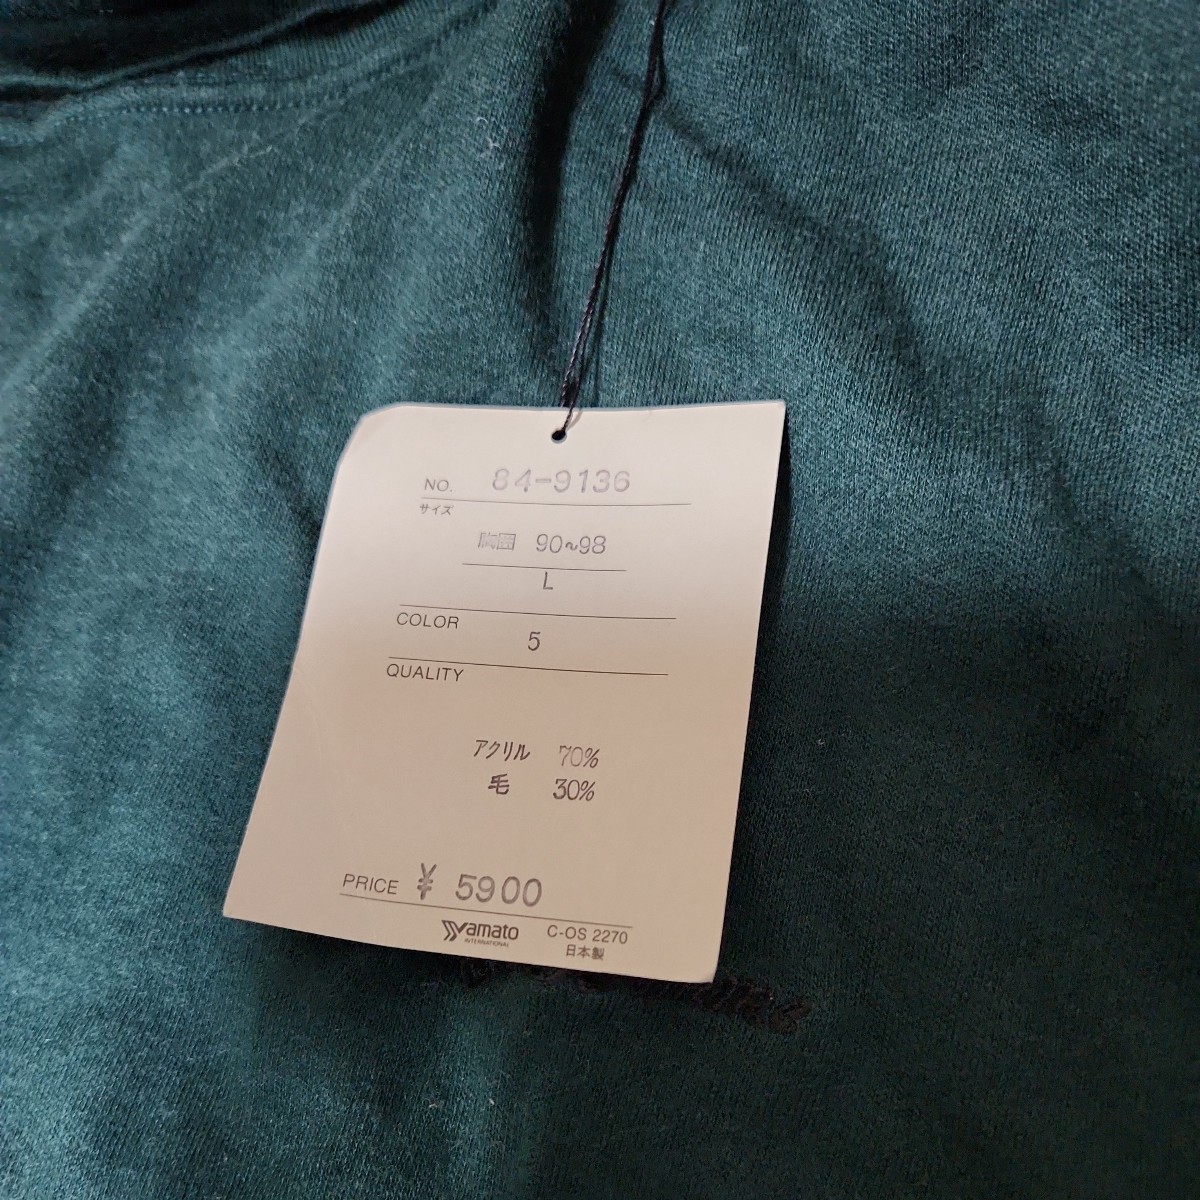 NO. 84-9136
サイズ
胸囲 90~98
L
COLOR 5
QUALITY
アクリル 70%
毛 30%
PRICE ¥ 5900
Yamato C-OS 2270
INTERNATIONAL 日本製